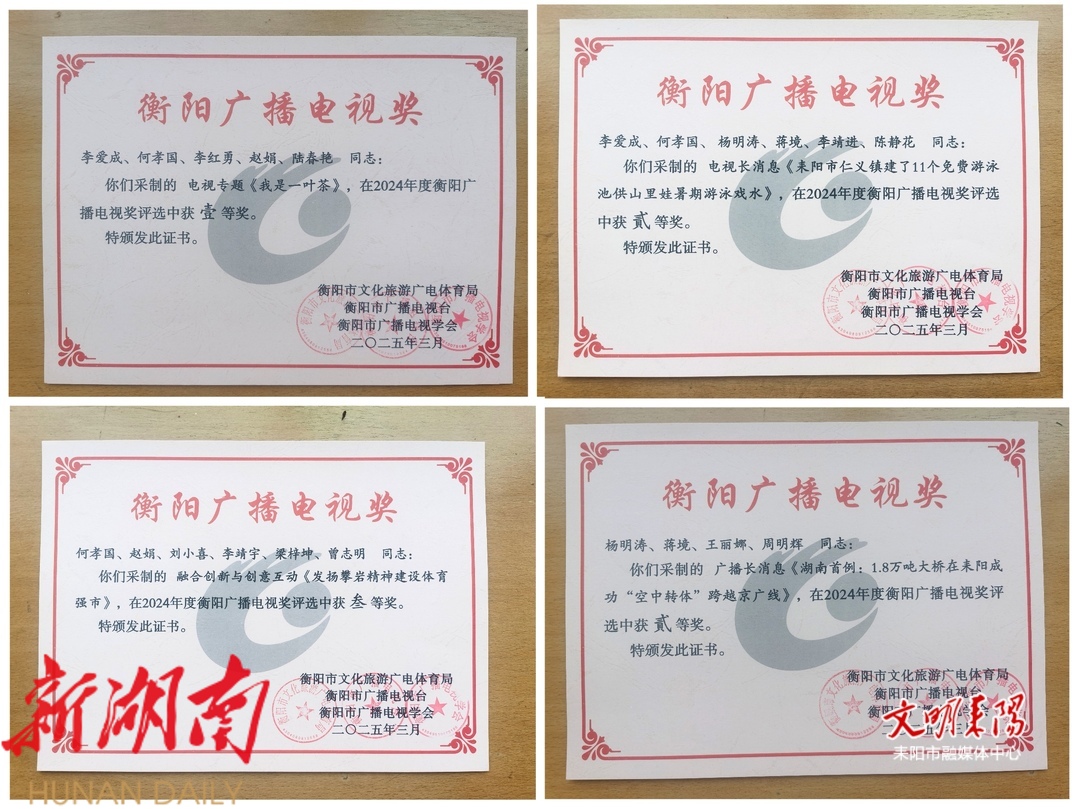 衡阳广播电视奖
李爱成、何孝国、李红勇、赵娟、陆春艳 同志：
你们采制的 电视专题《我是一叶茶》，在2024年度衡阳广
播电视奖评选中获 壹 等奖。
特颁发此证书。
衡阳市文化旅游广电体育局
衡阳市广播电视台
衡阳市广播电视学会
二〇二五年三月
衡阳广播电视奖
李爱成、何孝国、杨明涛、蒋境、李靖进、陈静花 同志：
你们采制的 电视长消息《耒阳市仁义镇建了11个免费游泳
池供山里娃暑期游泳戏水》，在2024年度衡阳广播电视奖评选
中获 贰 等奖。
特颁发此证书。
衡阳市文化旅游广电体育局
衡阳市广播电视台
衡阳市广播电视学会
二〇二五年三月
衡阳广播电视奖
何孝国、赵娟、刘小喜、李靖宇、梁梓坤、曾志明 同志：
你们采制的 融合创新与创意互动《发扬攀岩精神建设体育
强市》，在2024年度衡阳广播电视奖评选中获 叁 等奖。
特颁发此证书。
衡阳市文化旅游广电体育局
衡阳市广播电视台
衡阳市广播电视学会
二〇二五年三月
新湖南
HUNAN DAILY
衡阳广播电视奖
杨明涛、蒋境、王丽娜、周明辉 同志：
你们采制的 广播长消息《湖南首例：1.8万吨大桥在耒阳成
功“空中转体”跨越京广线》，在2024年度衡阳广播电视奖评
选中获 贰 等奖。
特颁发此证书。
衡阳市文化旅游广电体育局
衡阳市广播电视台
文明耒陽
耒阳市融媒体中心